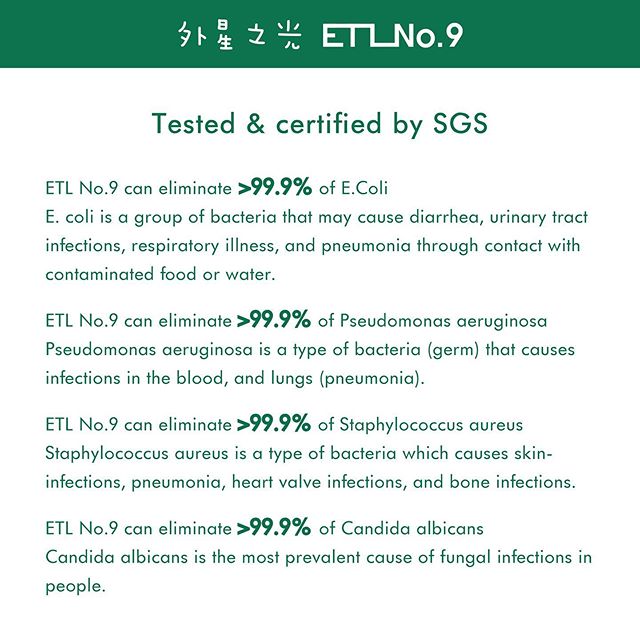 外星之光 ETLNo.9
Tested & certified by SGS
ETL No.9 can eliminate >99.9% of E.Coli
E. coli is a group of bacteria that may cause diarrhea, urinary tract
infections, respiratory illness, and pneumonia through contact with
contaminated food or water.
ETL No.9 can eliminate >99.9% of Pseudomonas aeruginosa
Pseudomonas aeruginosa is a type of bacteria (germ) that causes
infections in the blood, and lungs (pneumonia).
ETL No.9 can eliminate >99.9% of Staphylococcus aureus
Staphylococcus aureus is a type of bacteria which causes skin-
infections, pneumonia, heart valve infections, and bone infections.
ETL No.9 can eliminate >99.9% of Candida albicans
Candida albicans is the most prevalent cause of fungal infections in
people.